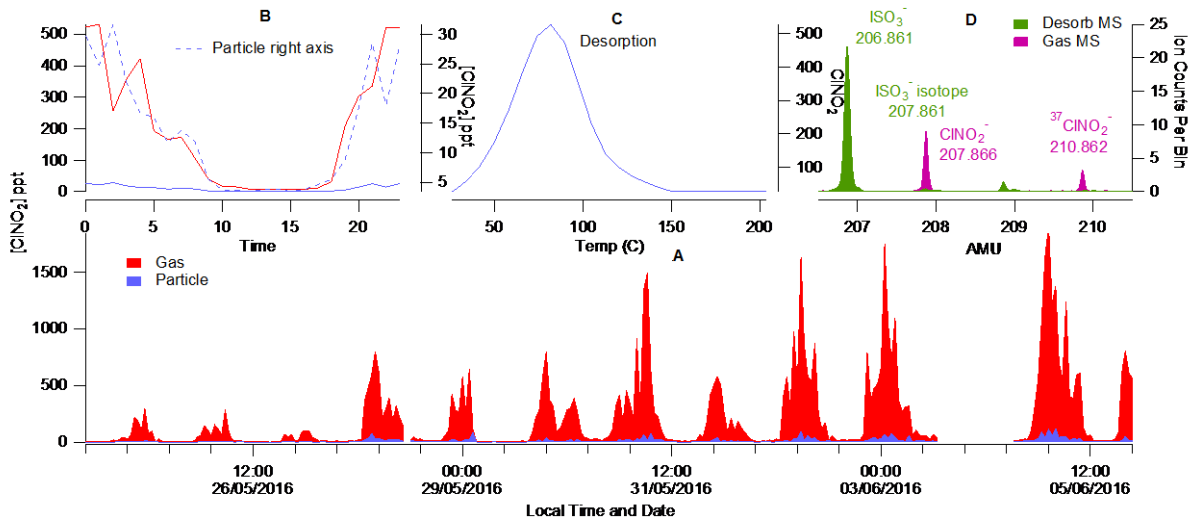 B
C
D
500
400
300
200
100
0
Particle right axis
30
25
20
15
10
5
[ClNO₂] ppt
0
5
10
15
20
Time
Desorption
500
400
300
200
100
ClNO₂
50
100
150
200
Temp (C)
ISO₃⁻
206.861
ISO₃⁻ isotope
207.861
ClNO₂⁻
207.866
³⁷ClNO₂⁻
210.862
Desorb MS
Gas MS
25
20
15
10
5
0
Ion Counts Per Bin
207
208
209
210
AMU
[ClNO₂] ppt
A
Gas
Particle
1500
1000
500
0
12:00
26/05/2016
00:00
29/05/2016
12:00
31/05/2016
00:00
03/06/2016
12:00
05/06/2016
Local Time and Date